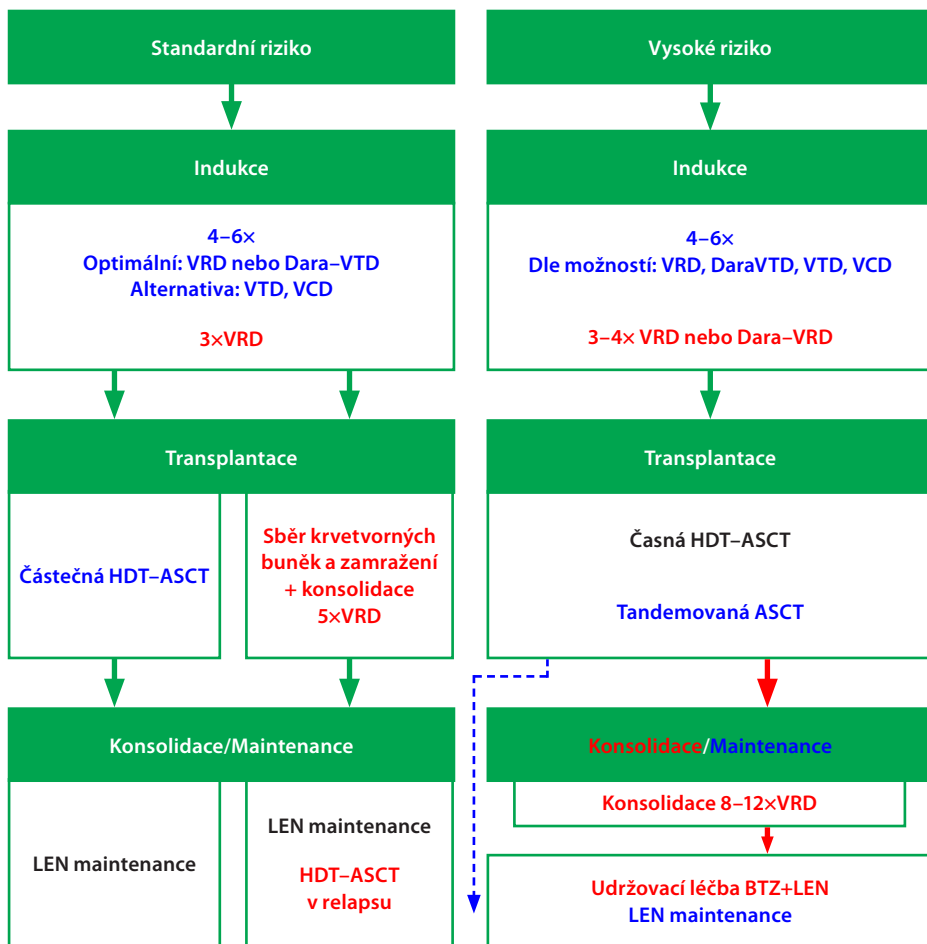 Standardní riziko
Indukce
4–6×
Optimální: VRD nebo Dara–VTD
Alternativa: VTD, VCD
3×VRD
Transplantace
Částečná HDT–ASCT
Sběr krvetvorných
buněk a zamražení
+ konsolidace
5×VRD
Konsolidace/Maintenance
LEN maintenance
LEN maintenance
HDT–ASCT
v relapsu
Vysoké riziko
Indukce
4–6×
Dle možností: VRD, DaraVTD, VTD, VCD
3–4× VRD nebo Dara–VRD
Transplantace
Časná HDT–ASCT
Tandemovaná ASCT
Konsolidace/Maintenance
Konsolidace 8–12×VRD
Udržovací léčba BTZ+LEN
LEN maintenance